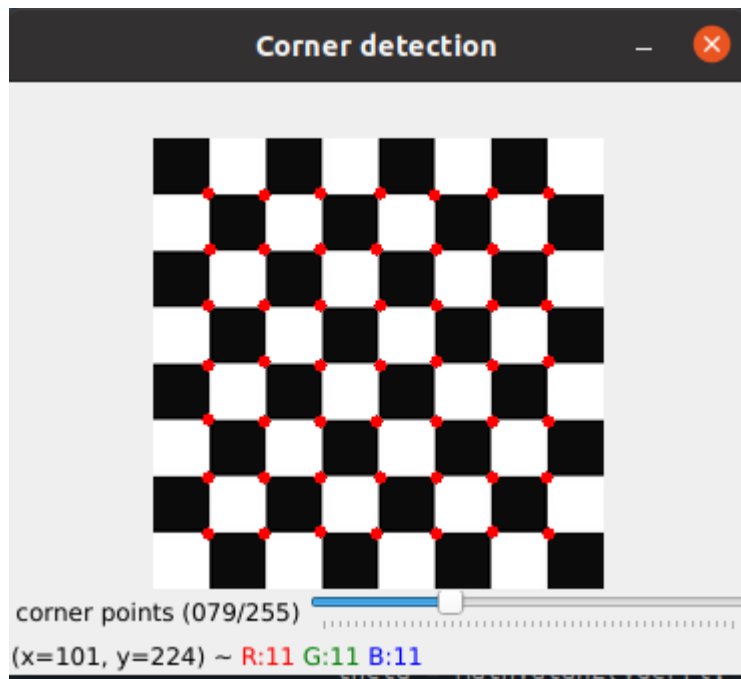 Corner detection
corner points (079/255)
(x=101, y=224) ~ R:11 G:11 B:11